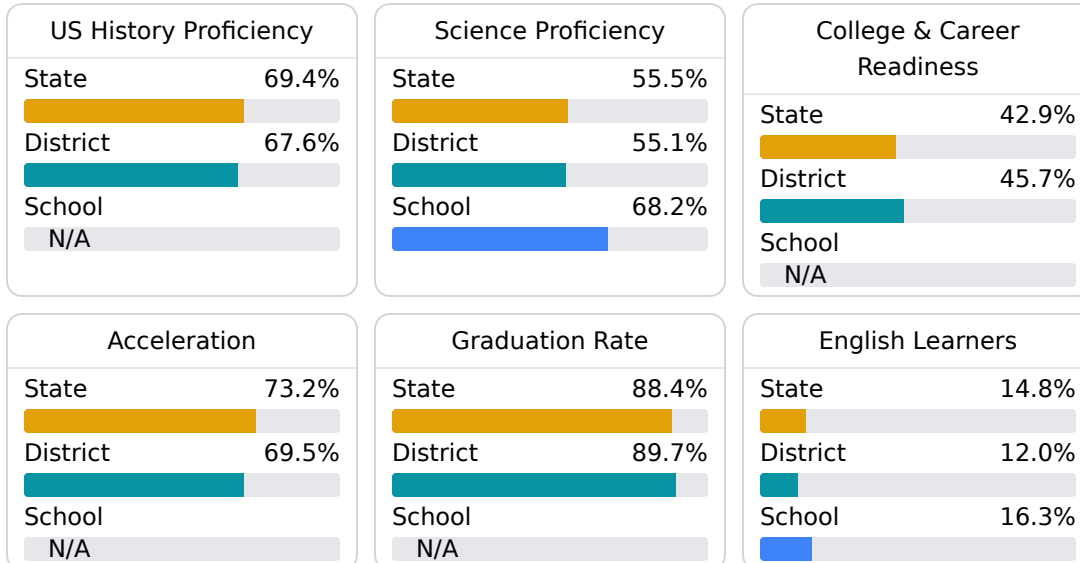 US History Proficiency
State 69.4%
District 67.6%
School
N/A
Science Proficiency
State 55.5%
District 55.1%
School 68.2%
College & Career
Readiness
State 42.9%
District 45.7%
School
N/A
Acceleration
State 73.2%
District 69.5%
School
N/A
Graduation Rate
State 88.4%
District 89.7%
School
N/A
English Learners
State 14.8%
District 12.0%
School 16.3%